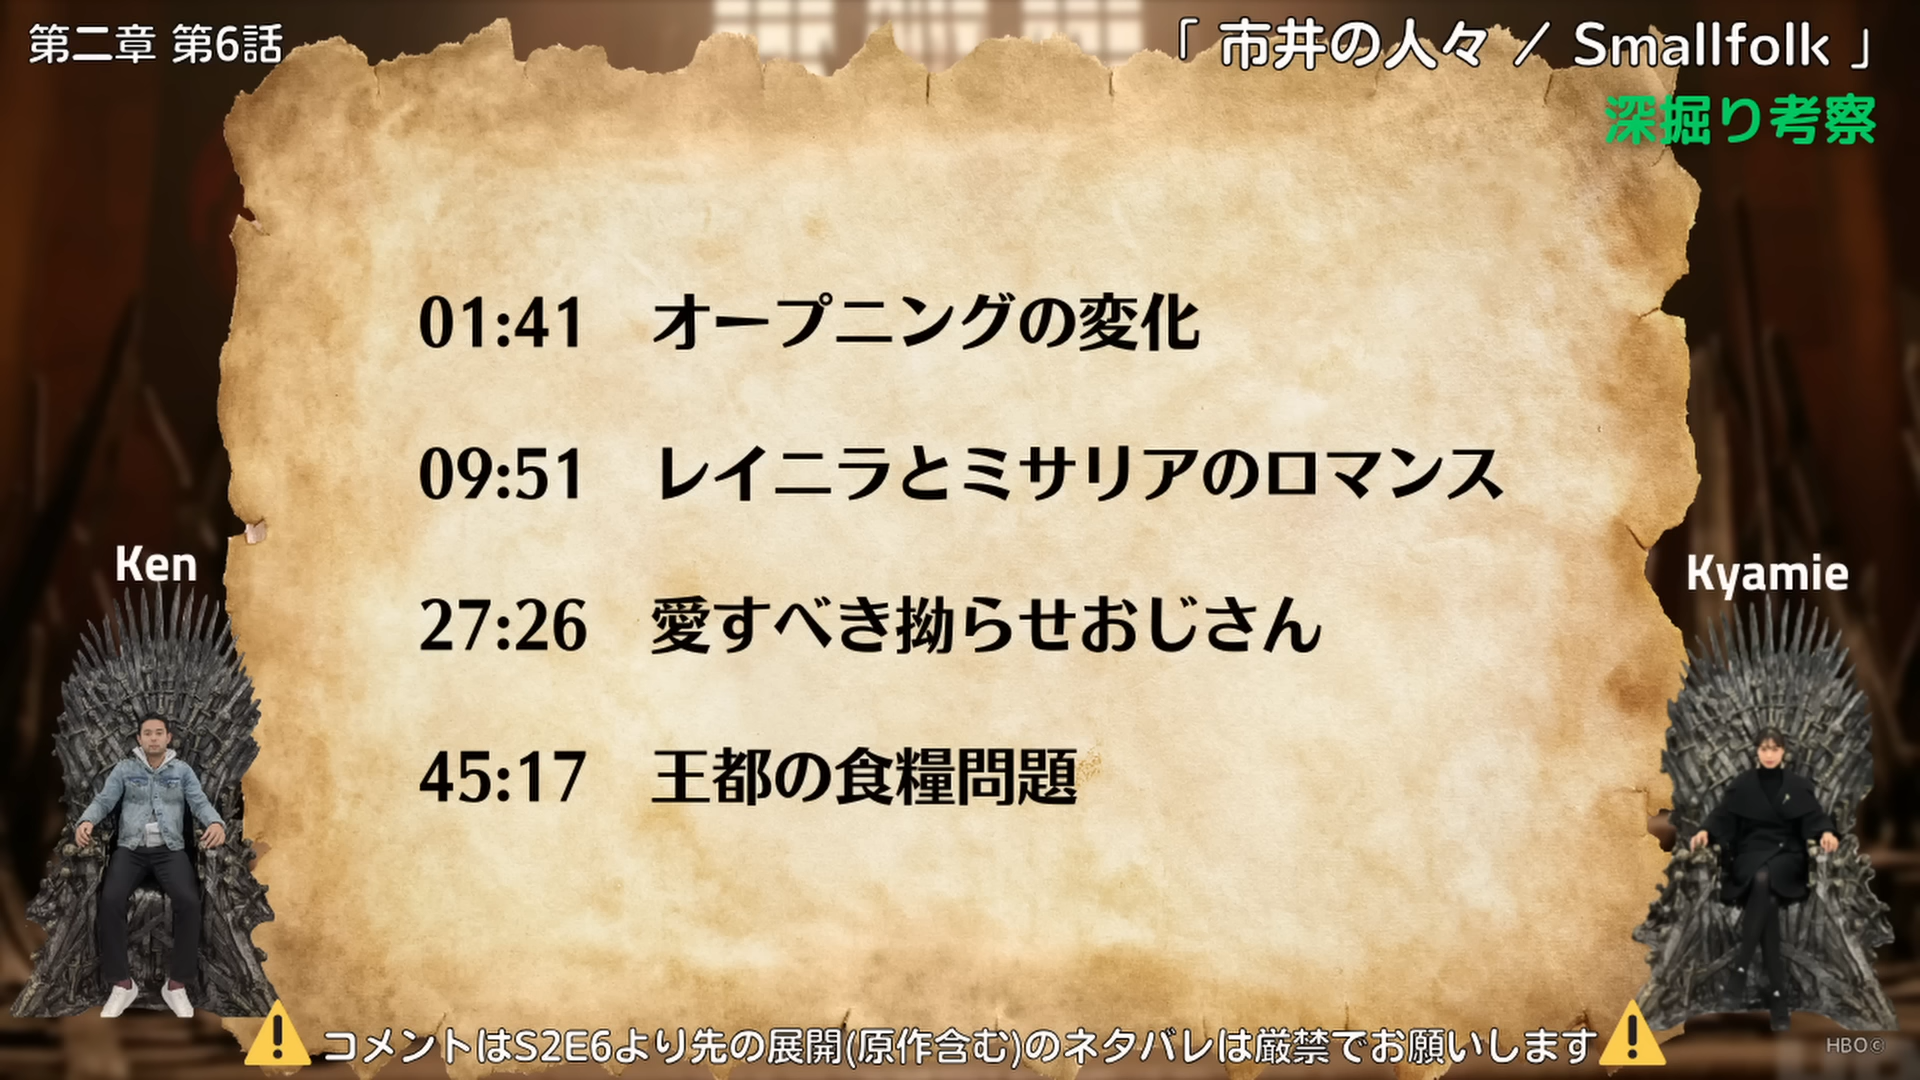 第二章 第6話
「 市井の人々 ／ Smallfolk 」
深掘り考察
01:41 オープニングの変化
09:51 レイニラとミサリアのロマンス
27:26 愛すべき拗らせおじさん
45:17 王都の食糧問題
Ken
Kyamie
コメントはS2E6より先の展開(原作含む)のネタバレは厳禁でお願いします
HBO©